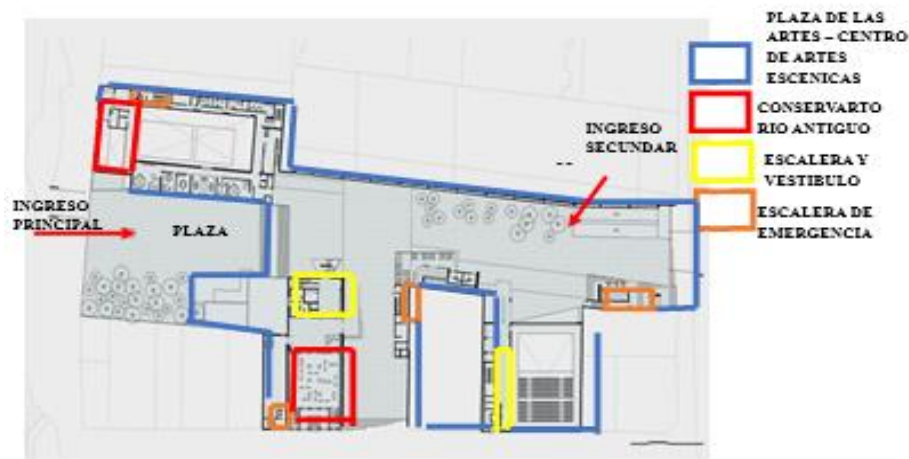 PLAZA DE LAS
ARTES – CENTRO
DE ARTES
ESCENICAS
CONSERVARTO
RIO ANTIGUO
ESCALERA Y
VESTIBULO
ESCALERA DE
EMERGENCIA
INGRESO
SECUNDAR
INGRESO
PRINCIPAL
PLAZA